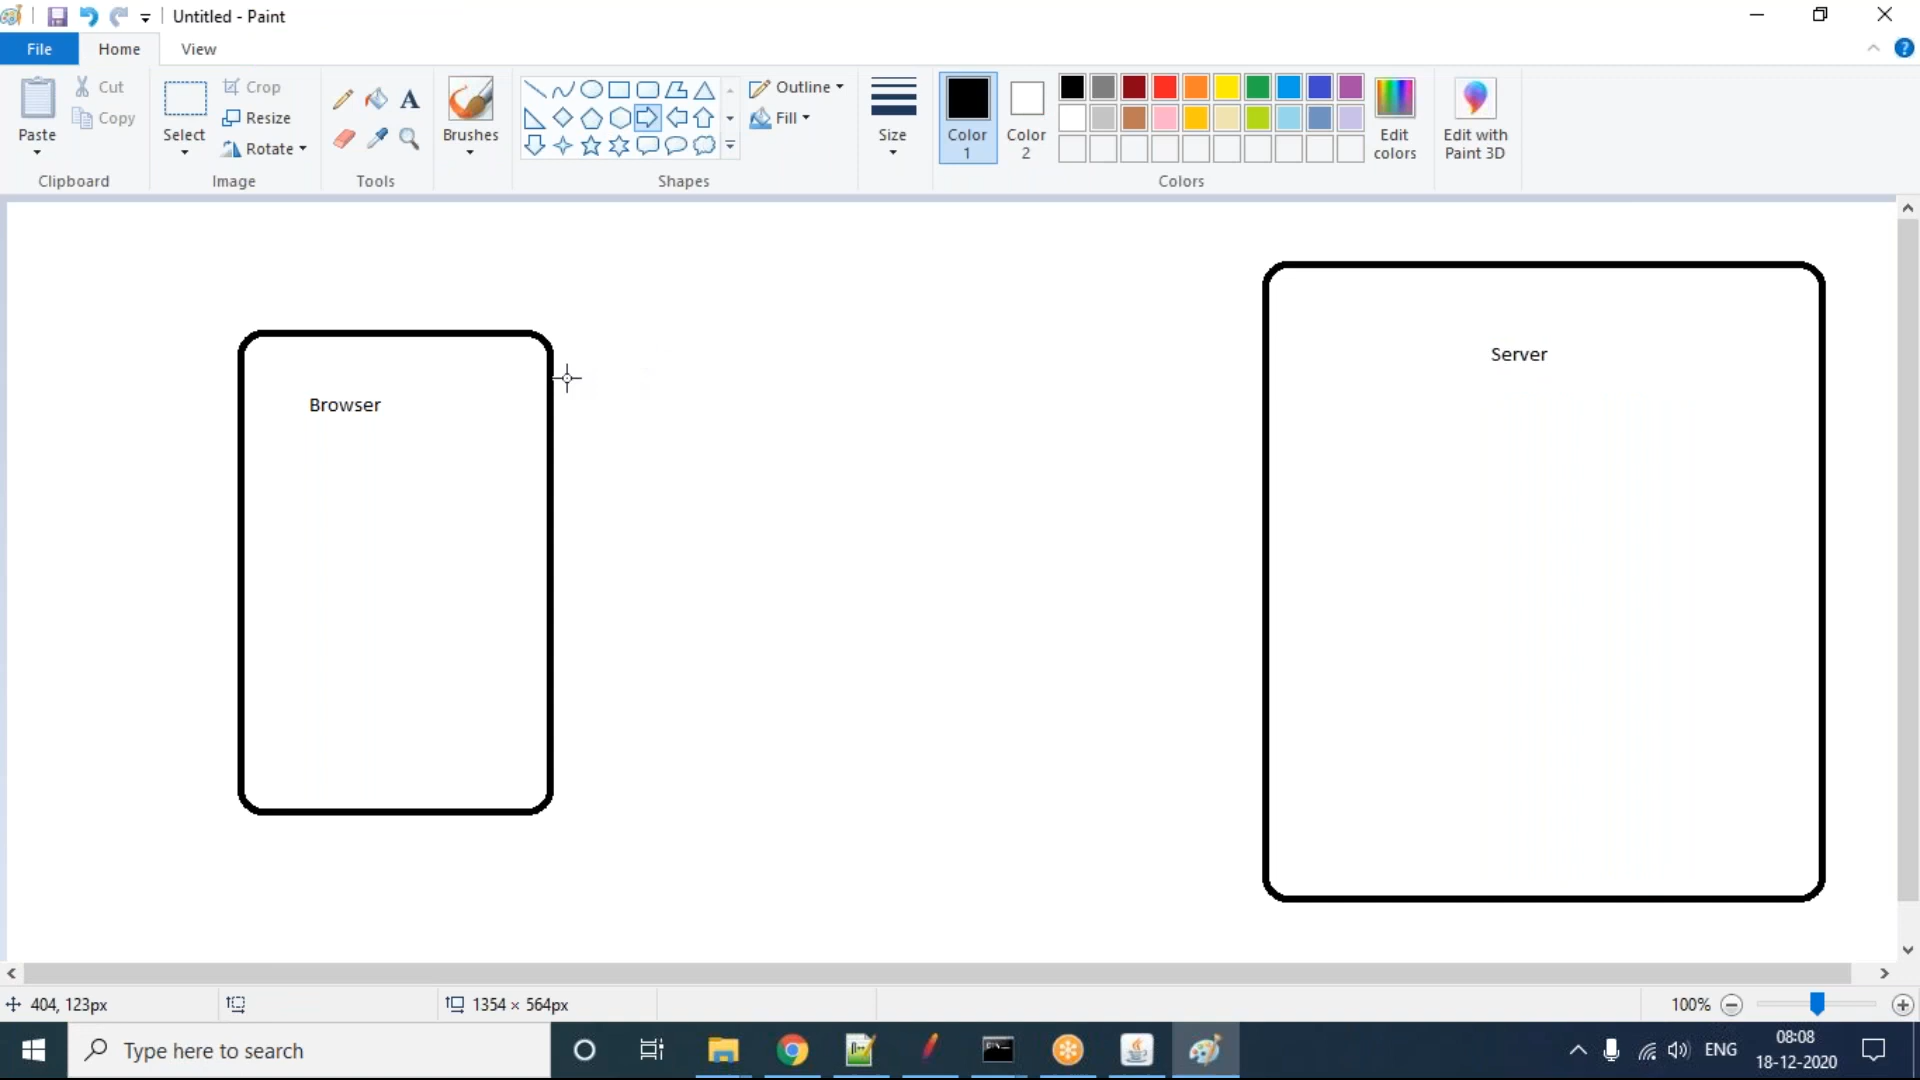 Untitled - Paint
File Home View
Paste
Cut
Copy
Clipboard
Select
Crop
Resize
Rotate
Image
Tools
Brushes
Shapes
Outline
Fill
Size
Color 1
Color 2
Colors
Edit colors
Edit with Paint 3D
Browser
Server
404, 123px
1354 × 564px
100%
Type here to search
ENG
08:08
18-12-2020